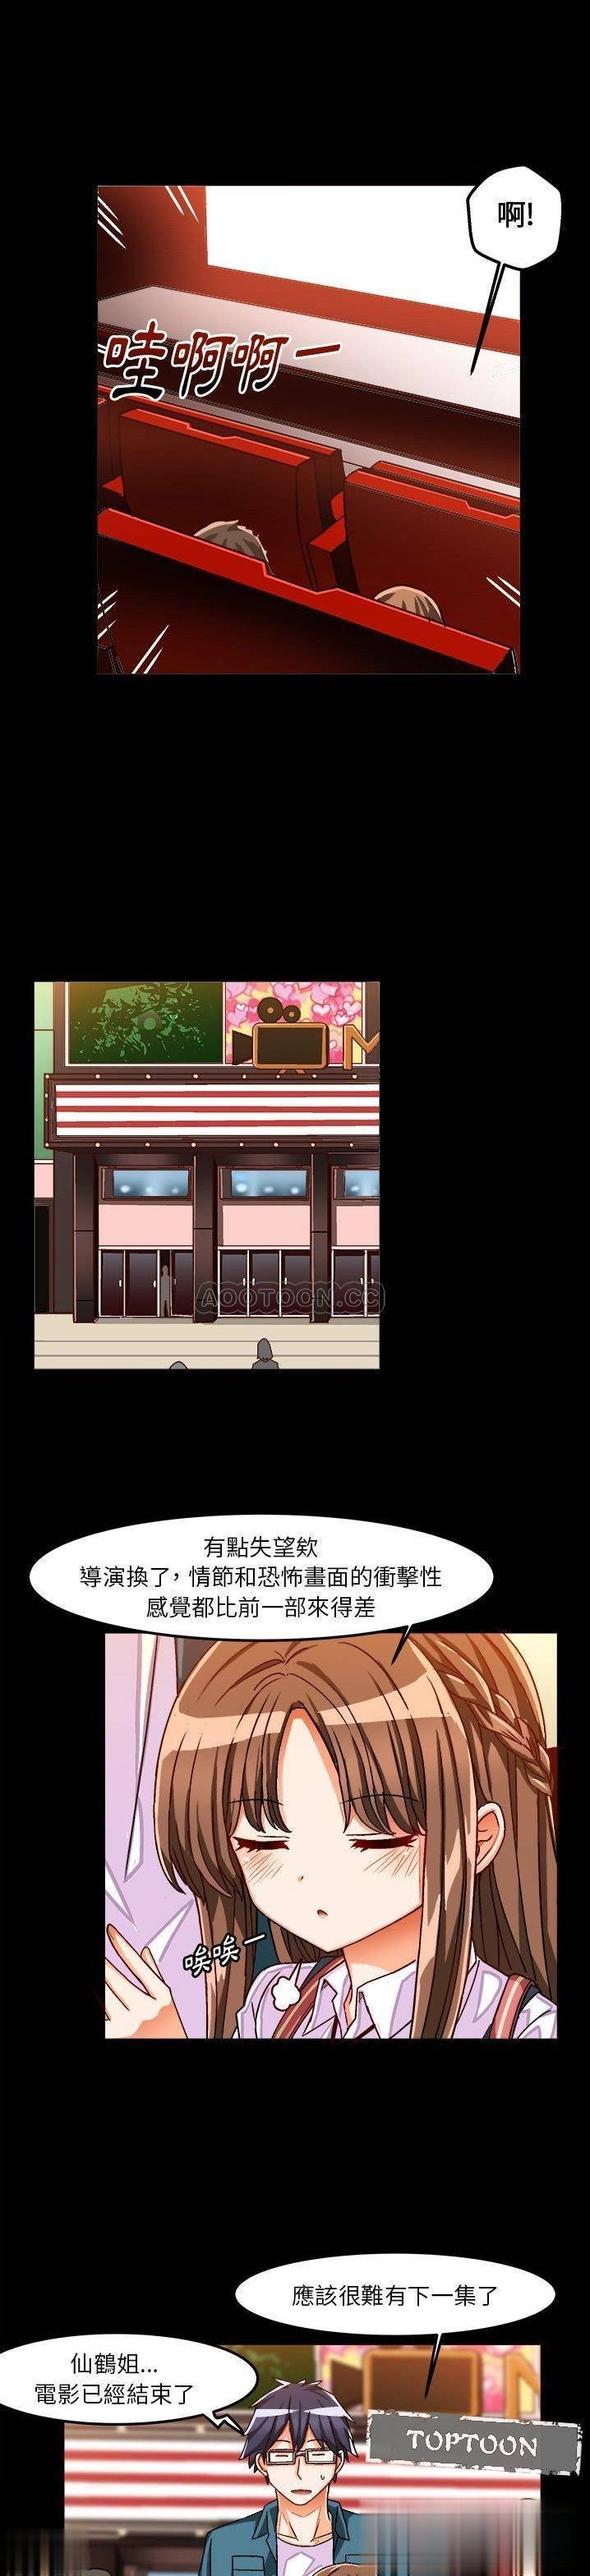 啊!
哇啊啊一
M
AOOTOON.CC
有點失望欸
導演換了，情節和恐怖畫面的衝擊性
感覺都比前一部來得差
唉唉一
應該很難有下一集了
仙鶴姐...
電影已經結束了
TOPTOON